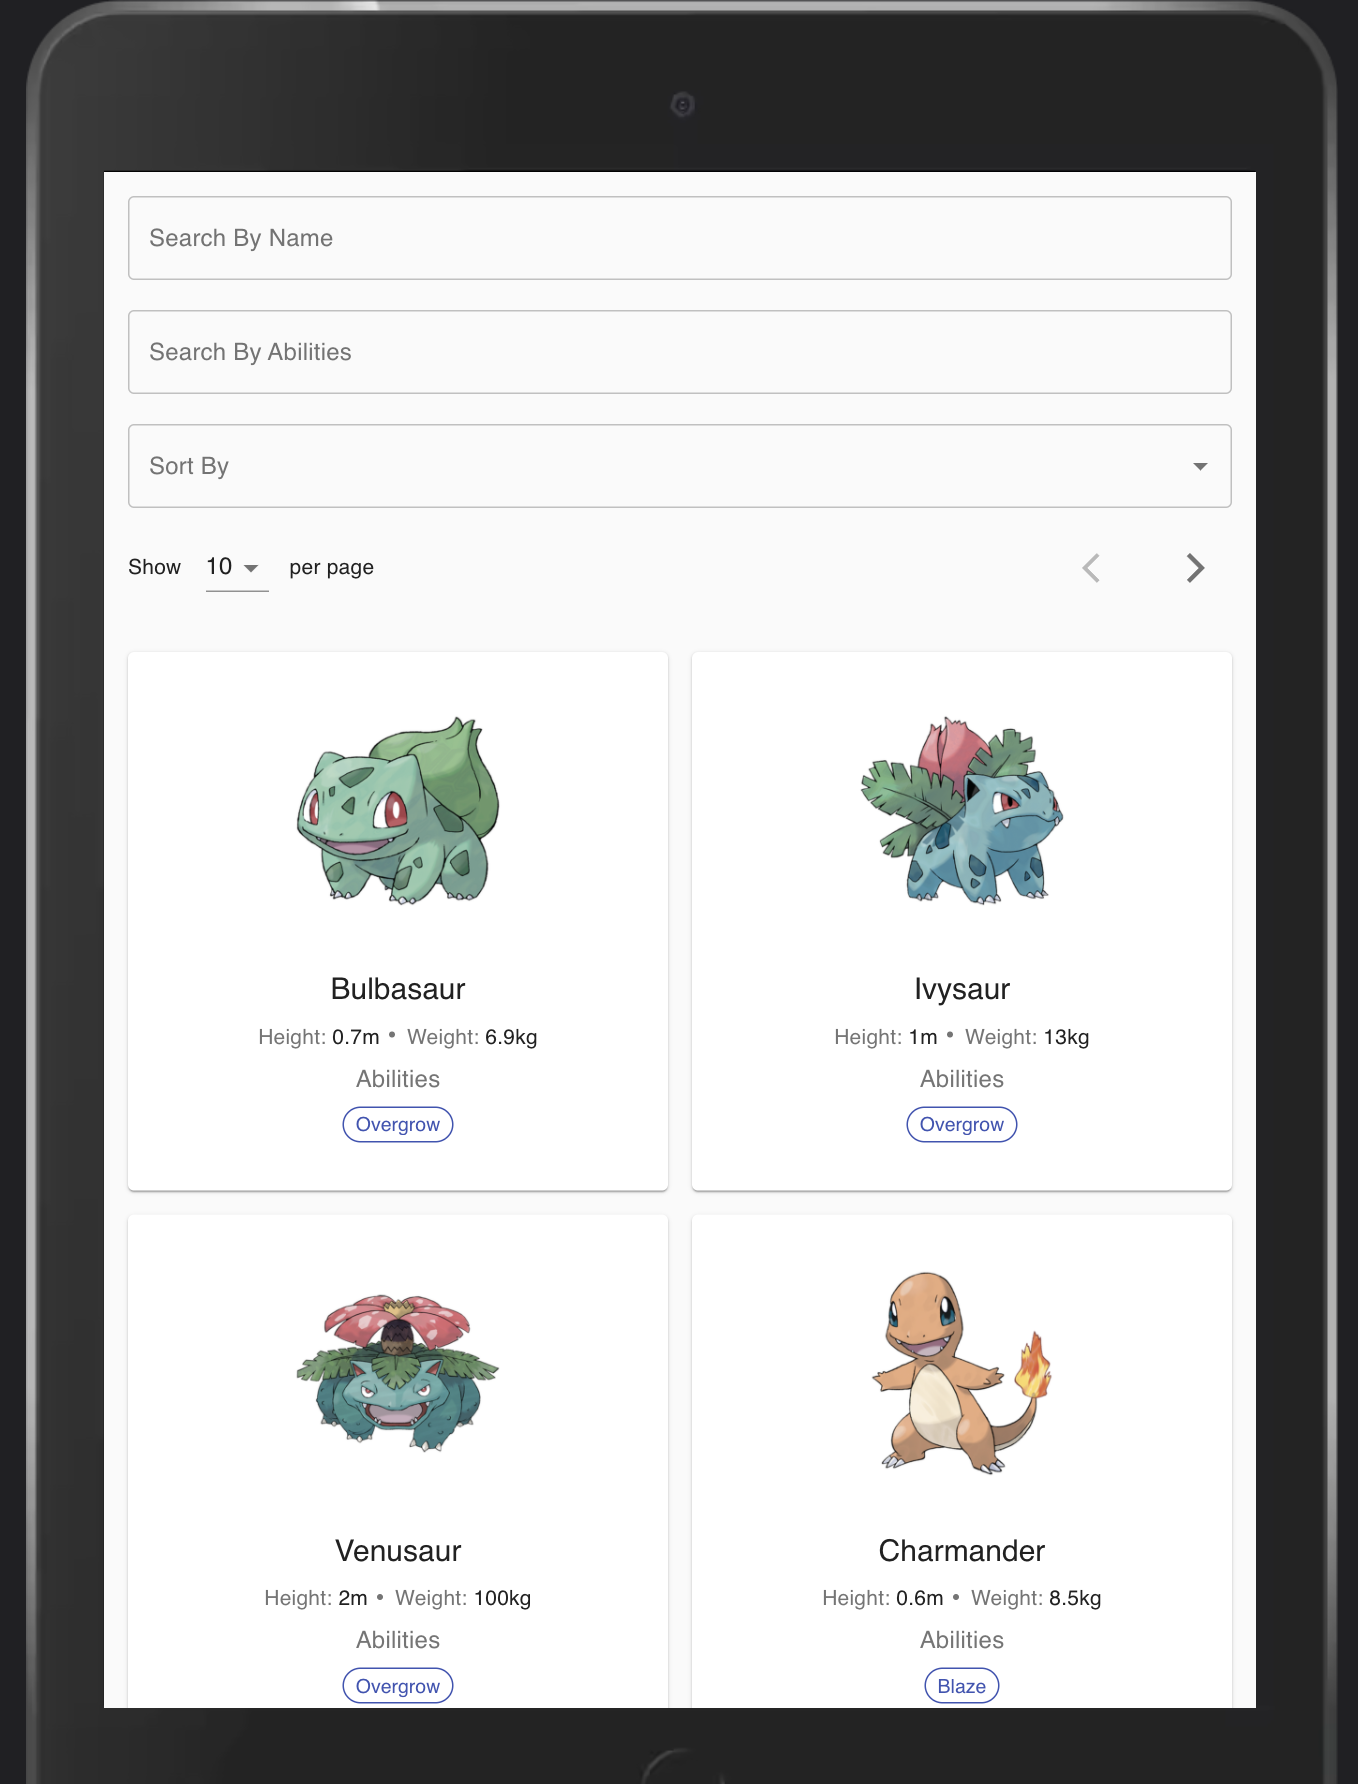 Search By Name
Search By Abilities
Sort By
Show 10 per page
Bulbasaur
Height: 0.7m • Weight: 6.9kg
Abilities
Overgrow
Ivysaur
Height: 1m • Weight: 13kg
Abilities
Overgrow
Venusaur
Height: 2m • Weight: 100kg
Abilities
Overgrow
Charmander
Height: 0.6m • Weight: 8.5kg
Abilities
Blaze